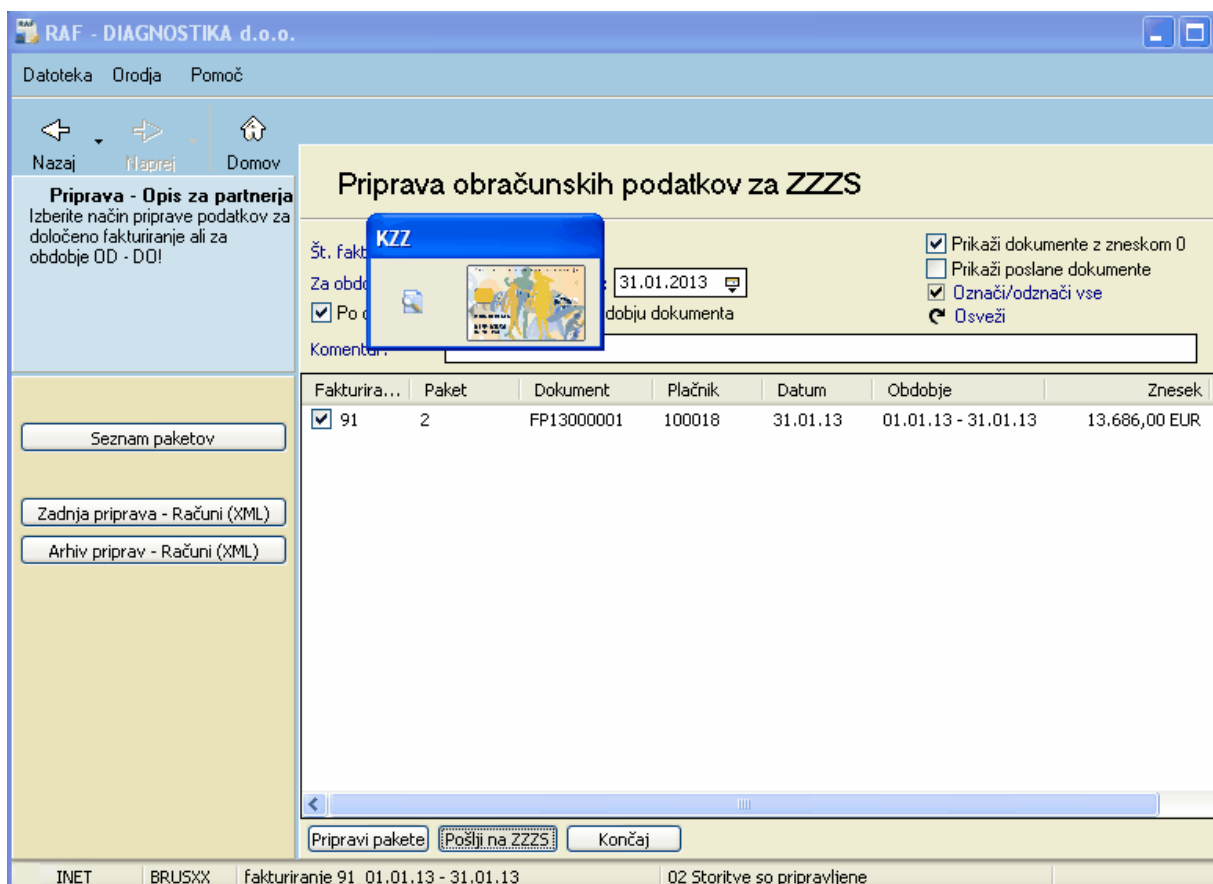 RAF - DIAGNOSTIKA d.o.o.
Datoteka Orodja Pomoč
Nazaj Naprej Domov
Priprava - Opis za partnerja
Izberite način priprave podatkov za
določeno fakturiranje ali za
obdobje OD - DO!
Seznam paketov
Zadnja priprava - Računi (XML)
Arhiv priprav - Računi (XML)
Priprava obračunskih podatkov za ZZZS
KZZ
Št. fakt
Za obdo : 31.01.2013
Po dobju dokumenta
Prikaži dokumente z zneskom 0
Prikaži poslane dokumente
Označi/odznači vse
Osveži
Komentar:
Fakturira... Paket Dokument Plačnik Datum Obdobje Znesek
91 2 FP13000001 100018 31.01.13 01.01.13 - 31.01.13 13.686,00 EUR
Pripravi pakete Pošlji na ZZZS Končaj
INET BRUSXX fakturiranje 91 01.01.13 - 31.01.13 02 Storitve so pripravljene